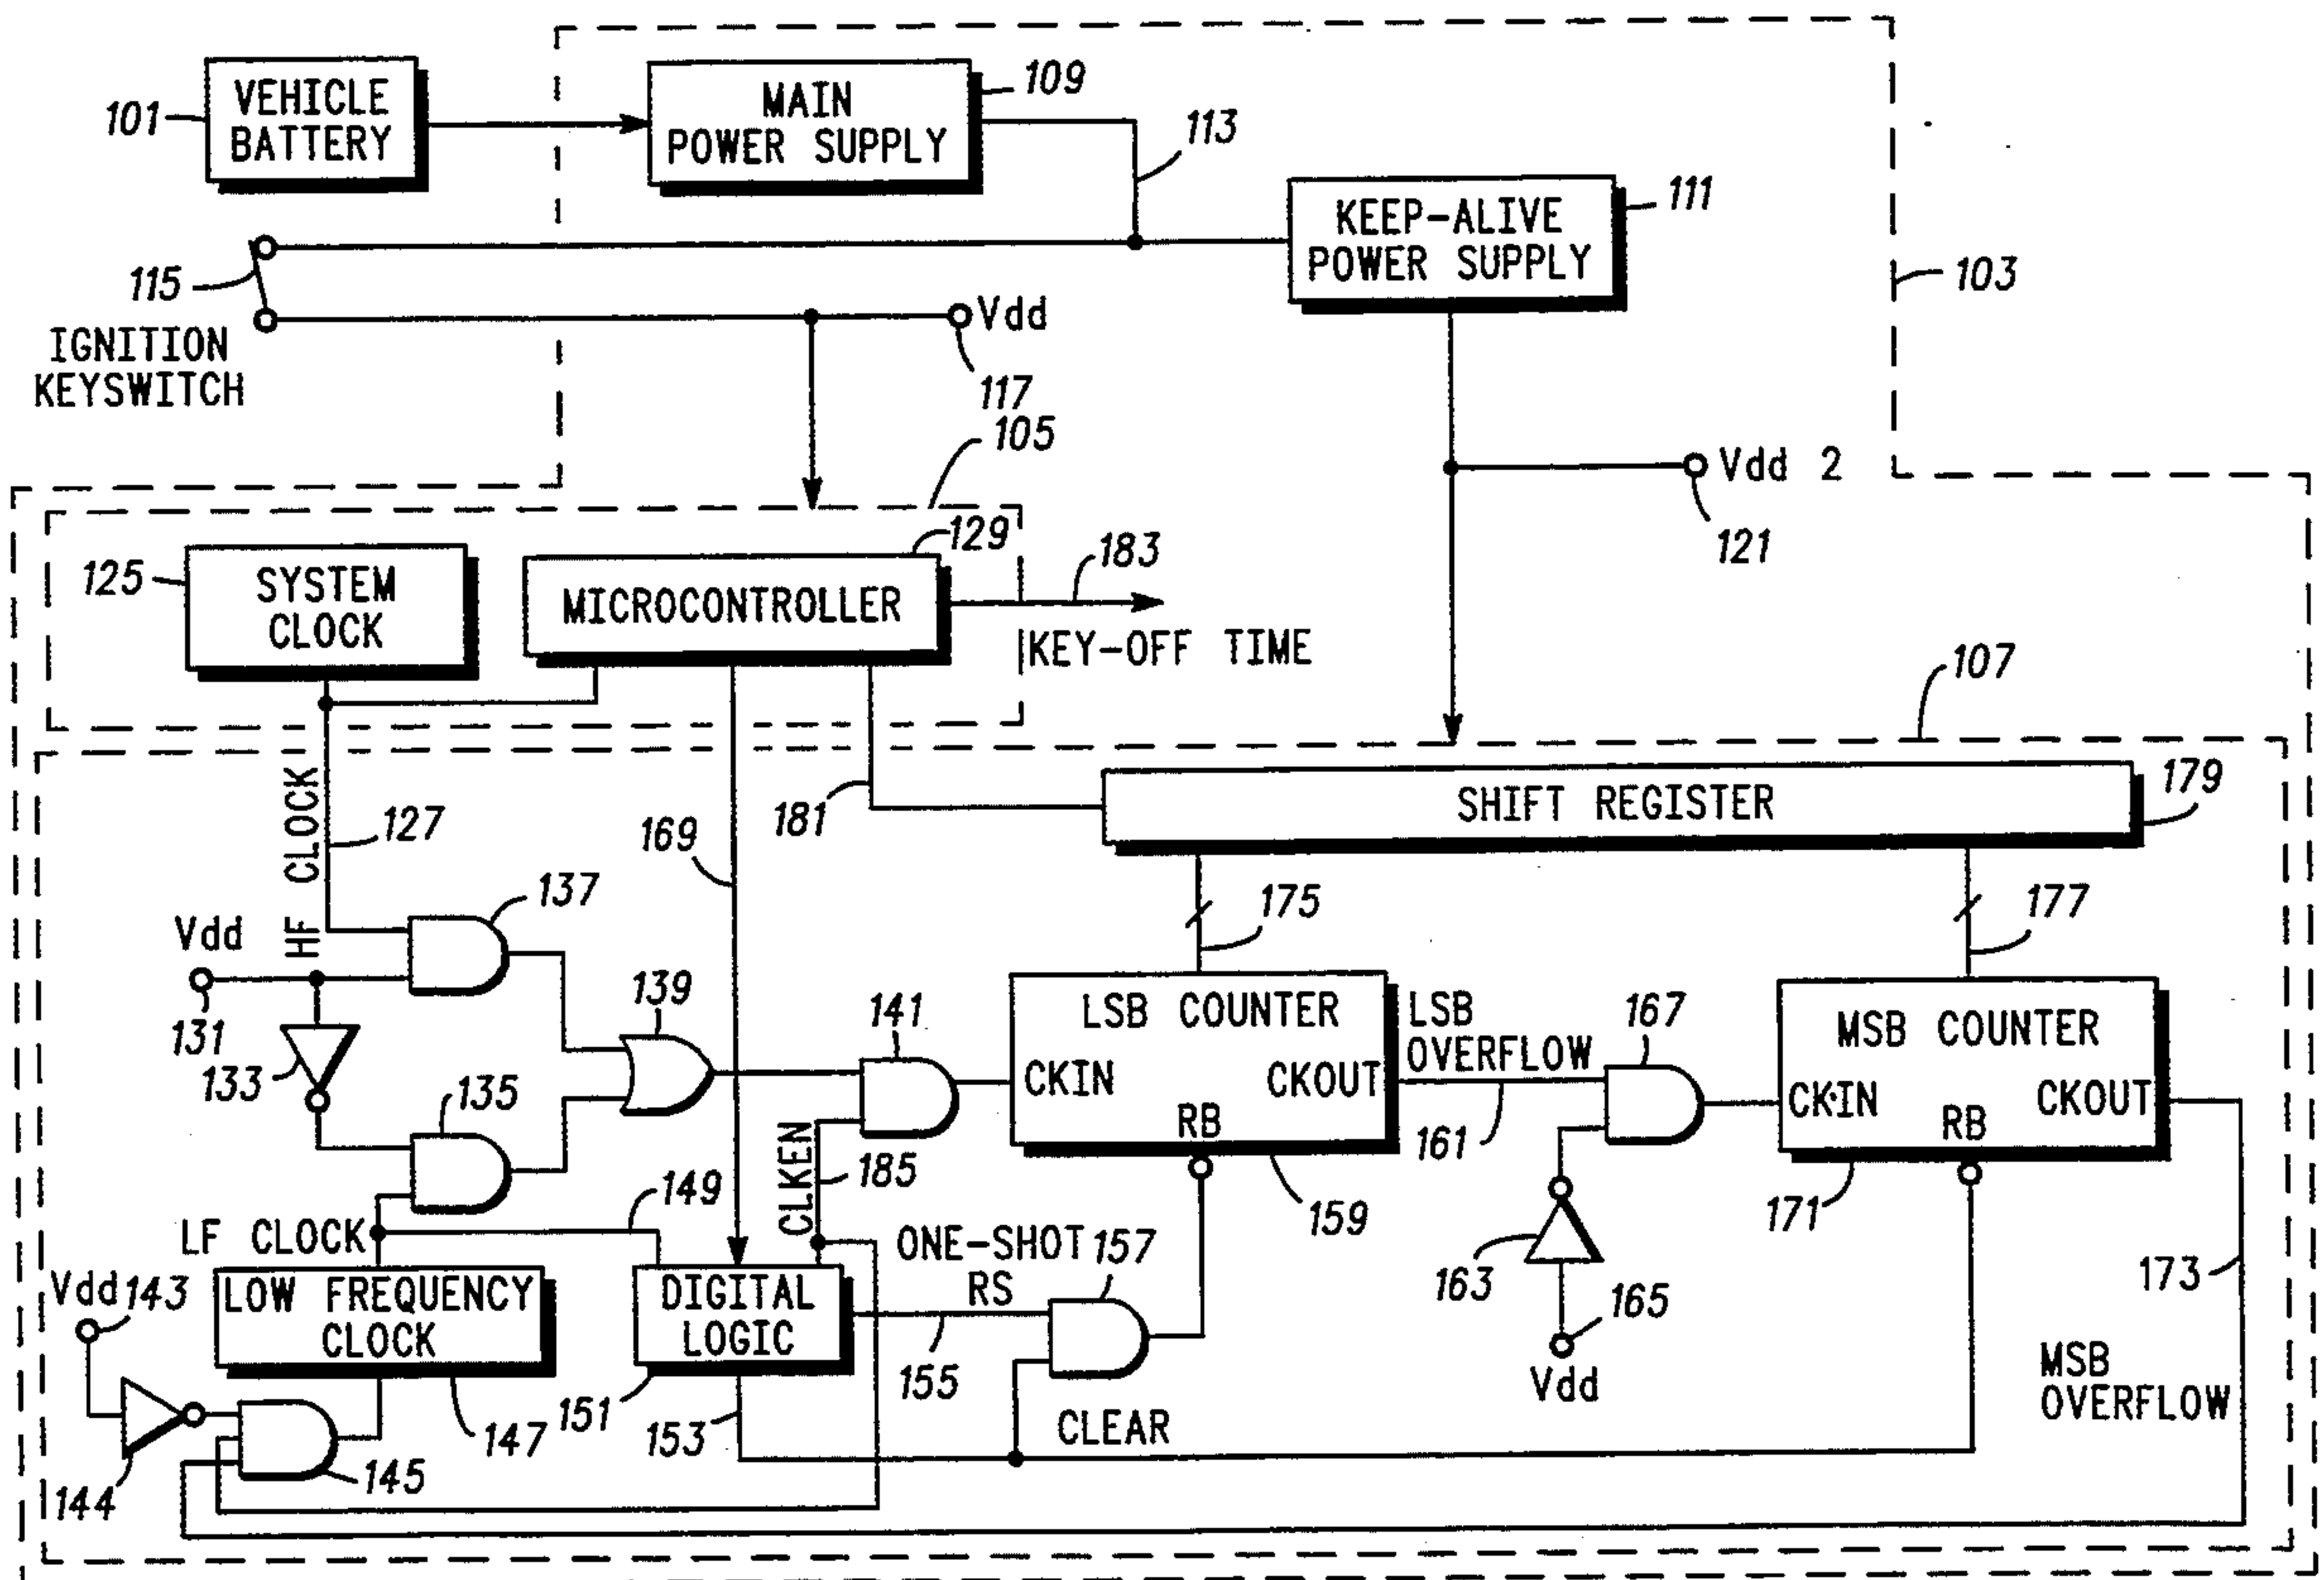 VEHICLE
BATTERY
101
MAIN
POWER SUPPLY
109
113
KEEP-ALIVE
POWER SUPPLY
111
103
115
IGNITION
KEYSWITCH
Vdd
117
105
Vdd 2
121
125
SYSTEM
CLOCK
129
MICROCONTROLLER
183
KEY-OFF TIME
107
HF CLOCK
127
169
181
SHIFT REGISTER
179
137
175
177
Vdd
131
133
135
139
141
LSB COUNTER
CKIN
CKOUT
RB
LSB
OVERFLOW
161
167
MSB COUNTER
CKIN
CKOUT
RB
159
171
173
LF CLOCK
149
CLKEN
185
ONE-SHOT
RS
157
163
165
Vdd
Vdd
143
LOW FREQUENCY
CLOCK
DIGITAL
LOGIC
155
151
153
CLEAR
MSB
OVERFLOW
147
145
144